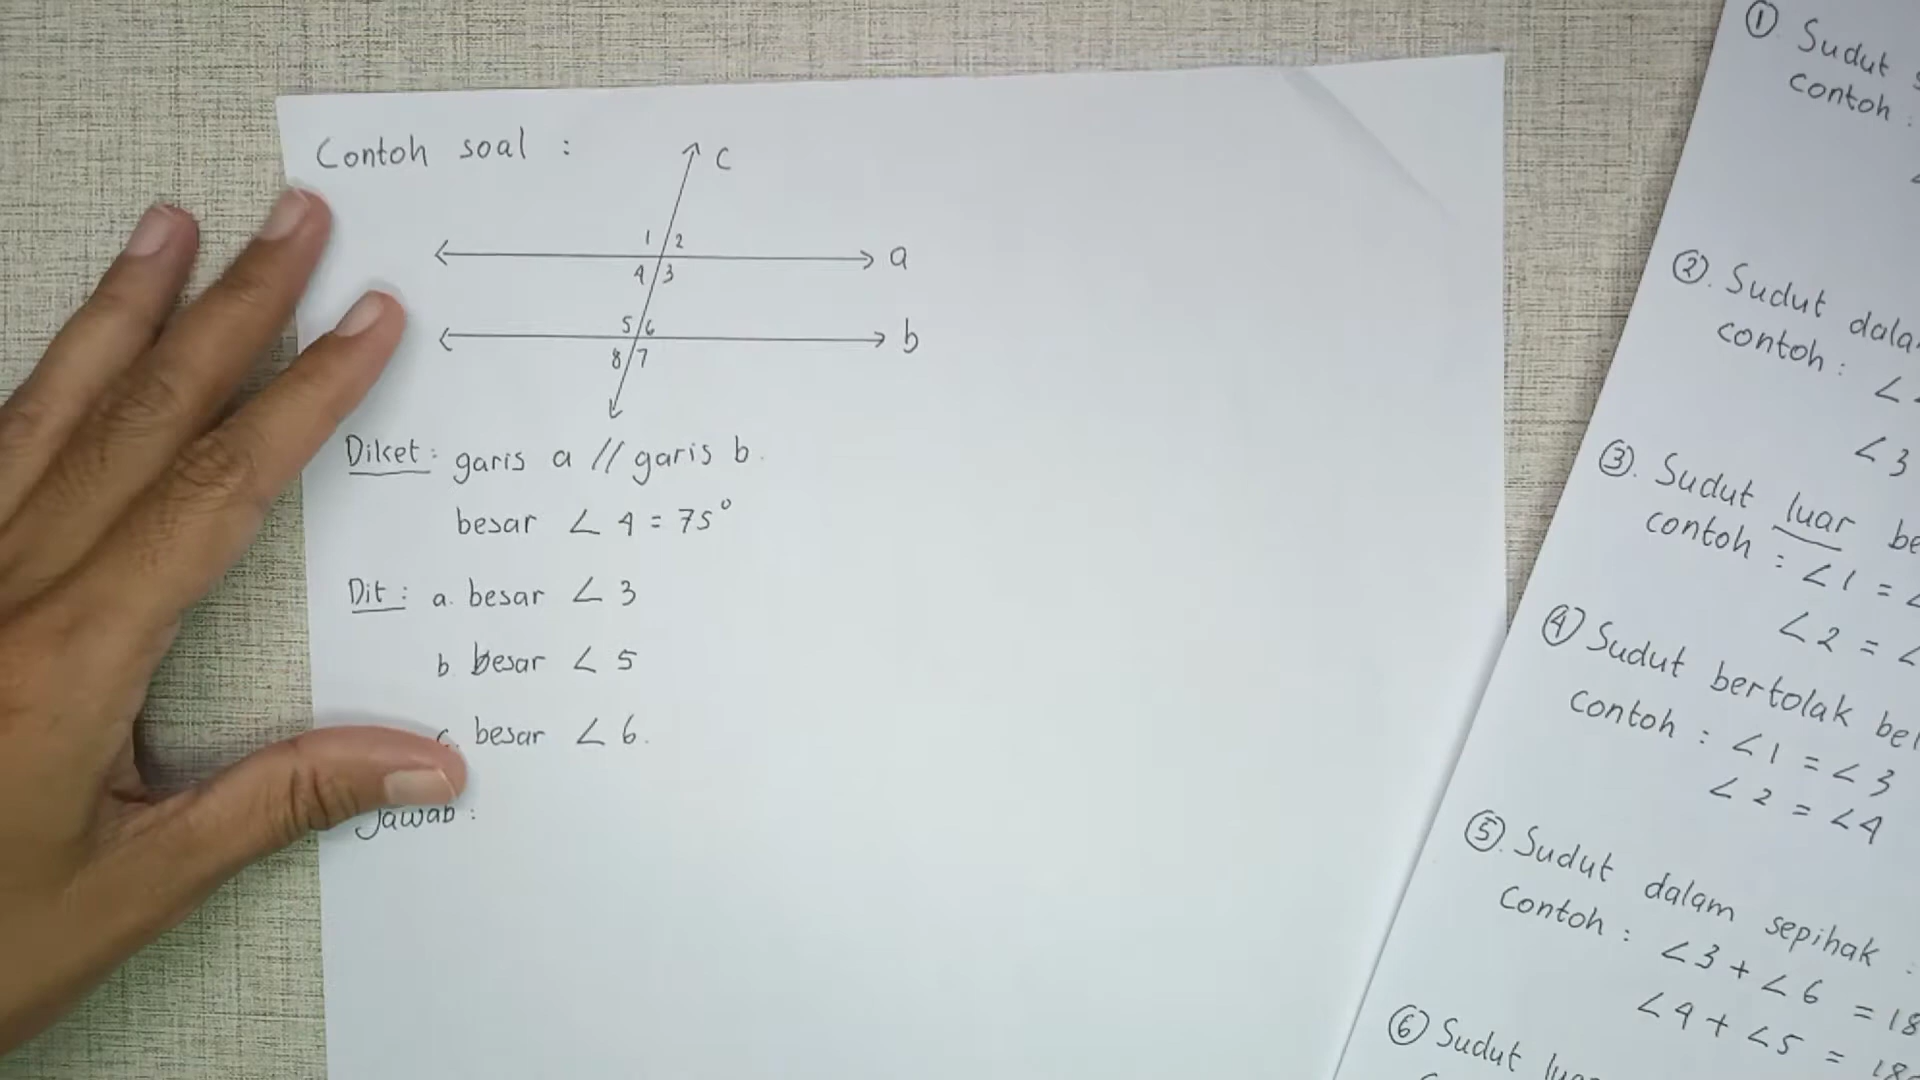 Contoh soal :
c
1 2
a
4 3
5 6
b
8 7
Diket : garis a // garis b.
besar ∠ 4 = 75°
Dit : a. besar ∠ 3
b. besar ∠ 5
c. besar ∠ 6.
Jawab :
① Sudut
Contoh :
②. Sudut
contoh : ∠
∠ 3
③. Sudut luar
contoh : ∠1 =
∠ 2 =
④ Sudut bertolak
Contoh : ∠1 = ∠3
∠ 2 = ∠4
⑤. Sudut dalam sepihak :
Contoh : ∠3 + ∠6 =
∠4 + ∠5 =
⑥ Sudut